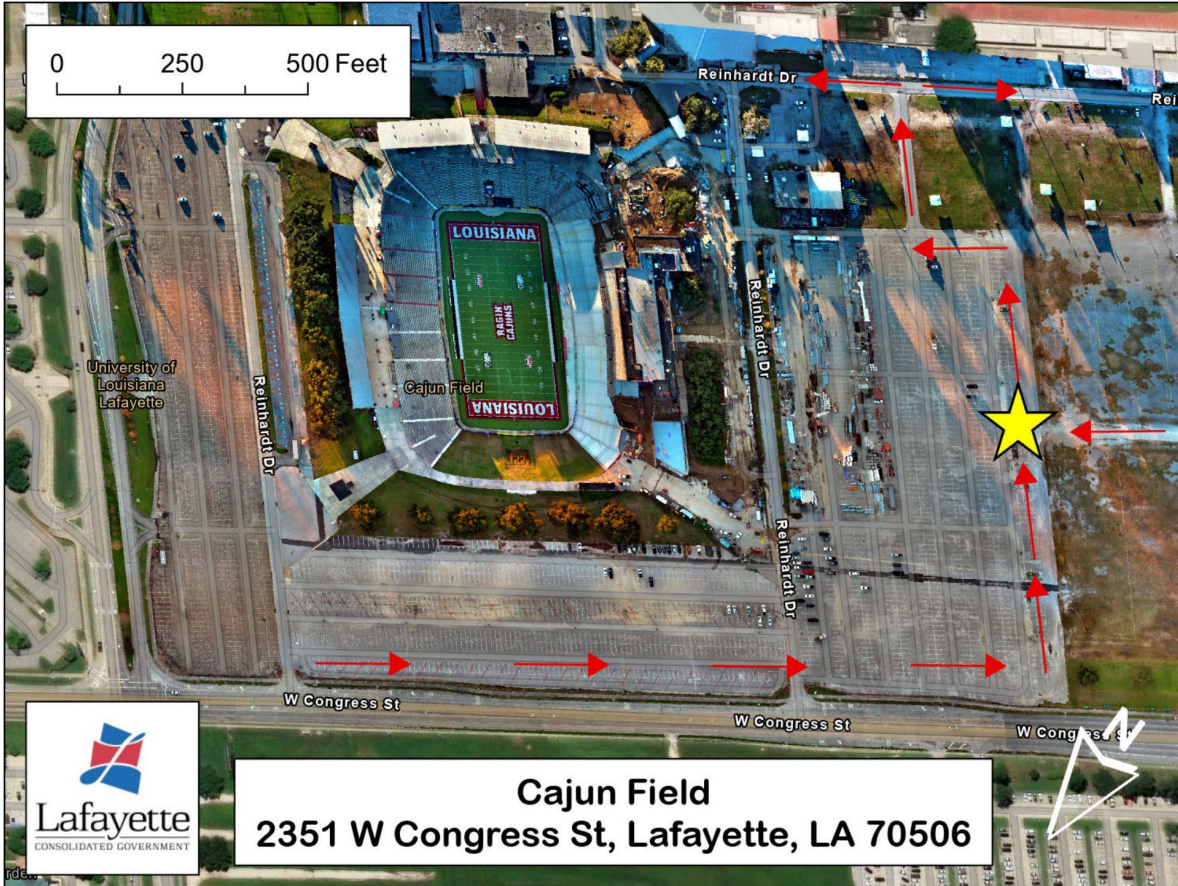 0 250 500 Feet
Reinhardt Dr
Rei
LOUISIANA
RAGIN'
CAJUNS
Reinhardt Dr
University of
Louisiana
Lafayette
Cajun Field
Reinhardt Dr
LOUISIANA
Reinhardt Dr
W Congress St
W Congress St
W Congress St
N
Lafayette
CONSOLIDATED GOVERNMENT
Cajun Field
2351 W Congress St, Lafayette, LA 70506
rden